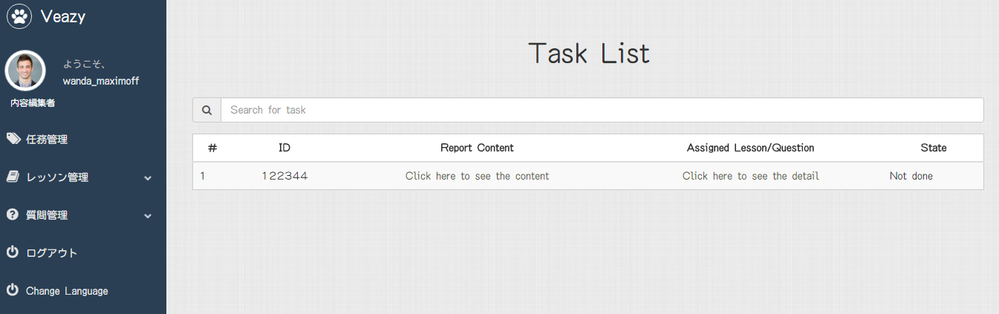 Veazy
ようこそ、
wanda_maximoff
内容編集者
任務管理
レッソン管理
質問管理
ログアウト
Change Language
Task List
Search for task
# ID Report Content Assigned Lesson/Question State
1 122344 Click here to see the content Click here to see the detail Not done